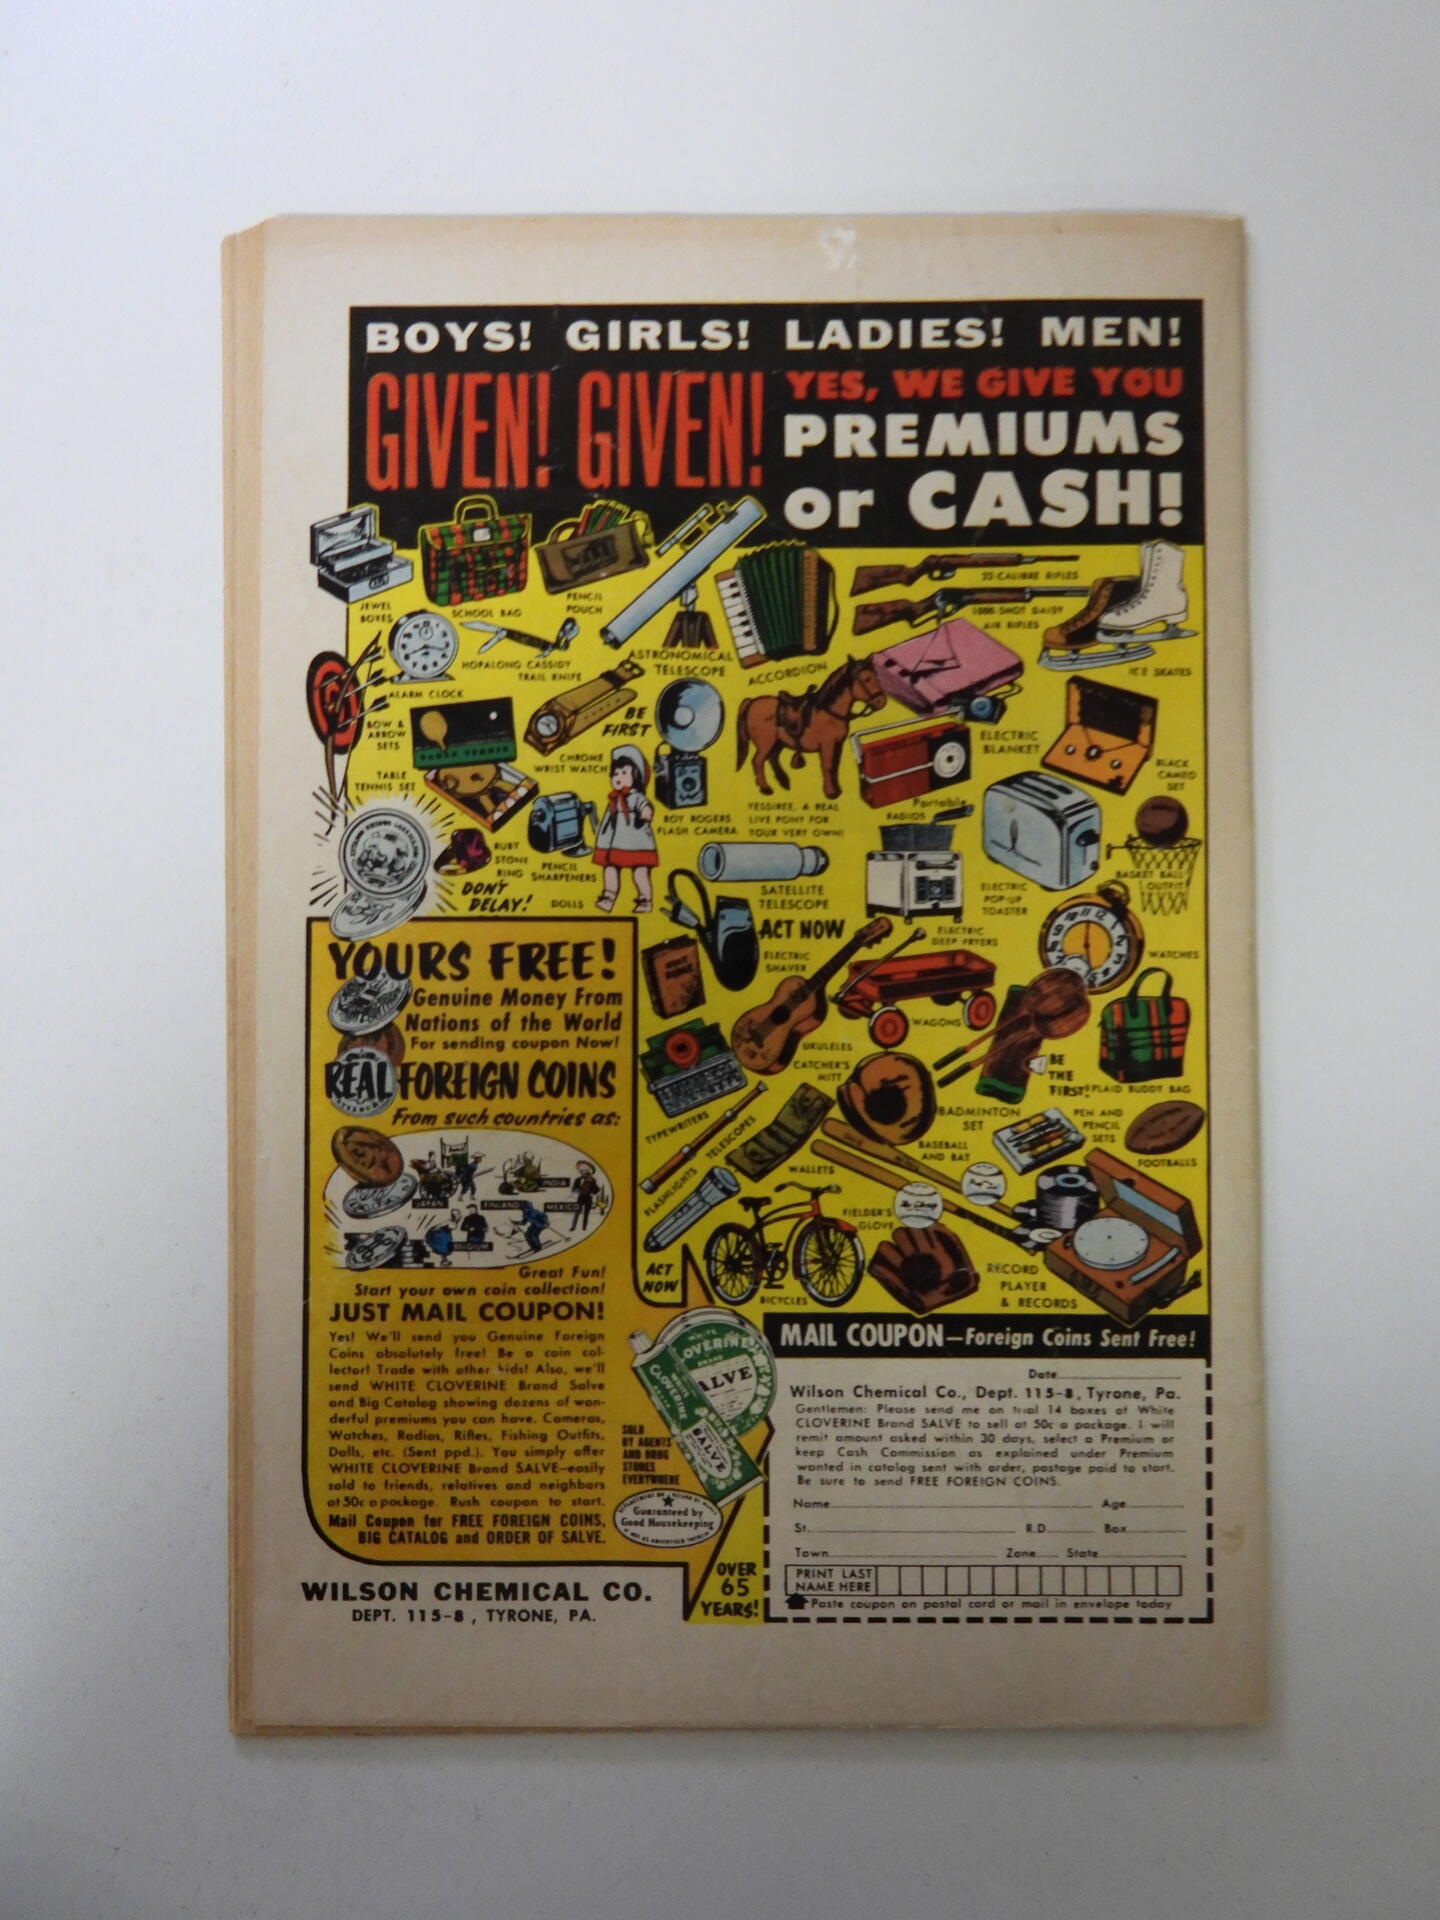 BOYS! GIRLS! LADIES! MEN!
GIVEN! GIVEN!
YES, WE GIVE YOU
PREMIUMS
or CASH!
JEWEL
BOXES
SCHOOL BAG
PENCIL
POUCH
ASTRONOMICAL
TELESCOPE
ACCORDION
22-CALIBRE RIFLES
1000-SHOT DAISY
AIR RIFLES
ICE SKATES
ALARM CLOCK
HOPALONG CASSIDY
TRAIL KNIFE
BOW &
ARROW
SETS
TABLE TENNIS
TABLE
TENNIS SET
CHROME
WRIST WATCH
BE
FIRST
ROY ROGERS
FLASH CAMERA
YESSIREE, A REAL
LIVE PONY FOR
YOUR VERY OWN!
ELECTRIC
BLANKET
Portable
RADIOS
BLACK
CAMEO
SET
RUBY
STONE
RING
PENCIL
SHARPENERS
DON'T
DELAY!
DOLLS
SATELLITE
TELESCOPE
ELECTRIC
POP-UP
TOASTER
BASKET BALL
OUTFIT
ACT NOW
ELECTRIC
SHAVER
ELECTRIC
DEEP FRYERS
WATCHES
HOLY
BIBLE
WAGONS
UKULELES
CATCHER'S
MITT
BE
THE
FIRST!
PLAID BUDDY BAG
TYPEWRITERS
TELESCOPES
WALLETS
BADMINTON
SET
PEN AND
PENCIL
SETS
BASEBALL
AND BAT
FOOTBALLS
FLASHLIGHTS
FIELDER'S
GLOVE
BICYCLES
RECORD
PLAYER
& RECORDS
ACT
NOW
YOURS FREE!
Genuine Money From
Nations of the World
For sending coupon Now!
REAL FOREIGN COINS
From such countries as:
JAPAN
FINLAND
INDIA
MEXICO
BELGIUM
Great Fun!
Start your own coin collection!
JUST MAIL COUPON!
Yes! We'll send you Genuine Foreign
Coins absolutely free! Be a coin col-
lector! Trade with other kids! Also, we'll
send WHITE CLOVERINE Brand Salve
and Big Catalog showing dozens of won-
derful premiums you can have. Cameras,
Watches, Radios, Rifles, Fishing Outfits,
Dolls, etc. (Sent ppd.). You simply offer
WHITE CLOVERINE Brand SALVE—easily
sold to friends, relatives and neighbors
at 50c a package. Rush coupon to start.
Mail Coupon for FREE FOREIGN COINS,
BIG CATALOG and ORDER OF SALVE.
WHITE
CLOVERINE
BRAND
SALVE
SOLD
BY AGENTS
AND DRUG
STORES
EVERYWHERE
Guaranteed by
Good Housekeeping
OVER
65
YEARS!
WILSON CHEMICAL CO.
DEPT. 115-8, TYRONE, PA.
MAIL COUPON—Foreign Coins Sent Free!
Date
Wilson Chemical Co., Dept. 115-8, Tyrone, Pa.
Gentlemen: Please send me on trial 14 boxes of White
CLOVERINE Brand SALVE to sell at 50c a package. I will
remit amount asked within 30 days, select a Premium or
keep Cash Commission as explained under Premium
wanted in catalog sent with order, postage paid to start.
Be sure to send FREE FOREIGN COINS.
Name Age
St. R.D. Box
Town Zone State
PRINT LAST
NAME HERE
Paste coupon on postal card or mail in envelope today